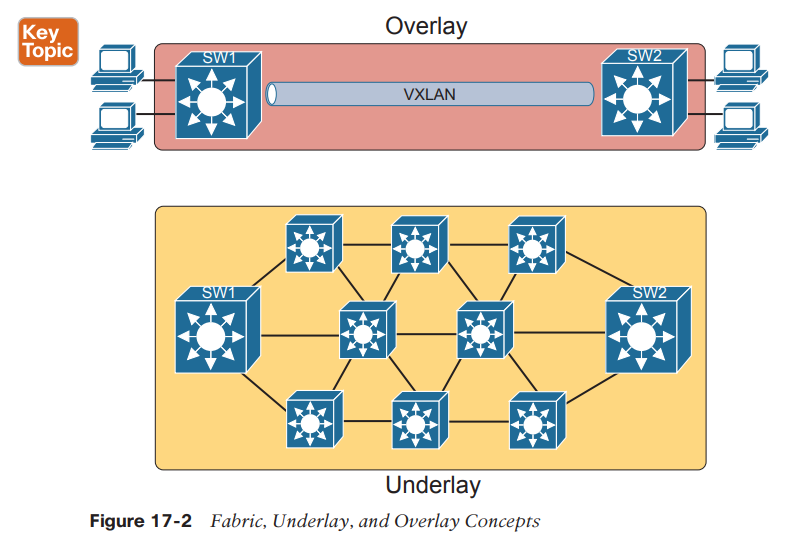 Key
Topic
Overlay
SW1
SW2
VXLAN
SW1
SW2
Underlay
Figure 17-2 Fabric, Underlay, and Overlay Concepts